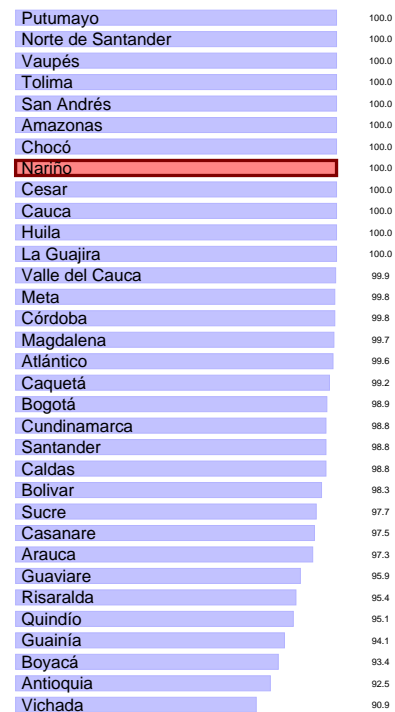 Putumayo 100.0
Norte de Santander 100.0
Vaupés 100.0
Tolima 100.0
San Andrés 100.0
Amazonas 100.0
Chocó 100.0
Nariño 100.0
Cesar 100.0
Cauca 100.0
Huila 100.0
La Guajira 100.0
Valle del Cauca 99.9
Meta 99.8
Córdoba 99.8
Magdalena 99.7
Atlántico 99.6
Caquetá 99.2
Bogotá 98.9
Cundinamarca 98.8
Santander 98.8
Caldas 98.8
Bolivar 98.3
Sucre 97.7
Casanare 97.5
Arauca 97.3
Guaviare 95.9
Risaralda 95.4
Quindío 95.1
Guainía 94.1
Boyacá 93.4
Antioquia 92.5
Vichada 90.9